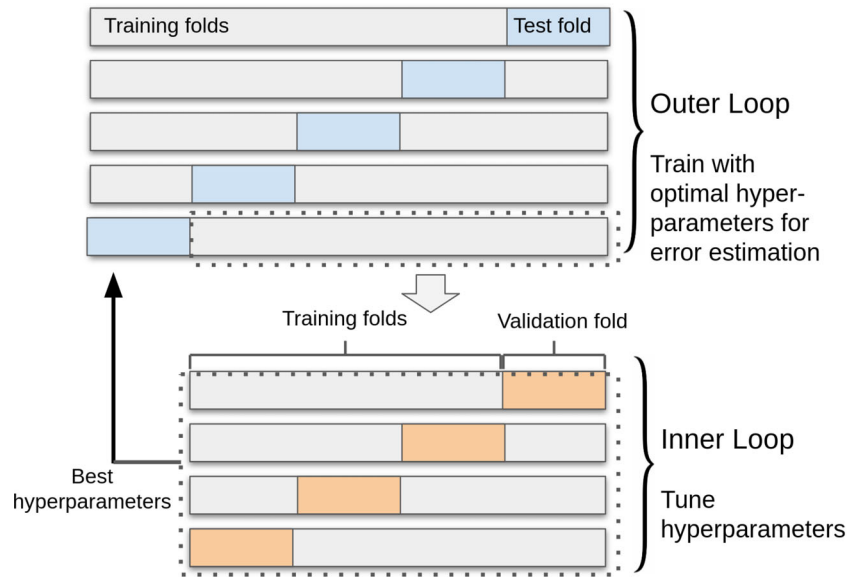 Training folds
Test fold
Outer Loop
Train with
optimal hyper-
parameters for
error estimation
Training folds
Validation fold
Inner Loop
Tune
hyperparameters
Best
hyperparameters